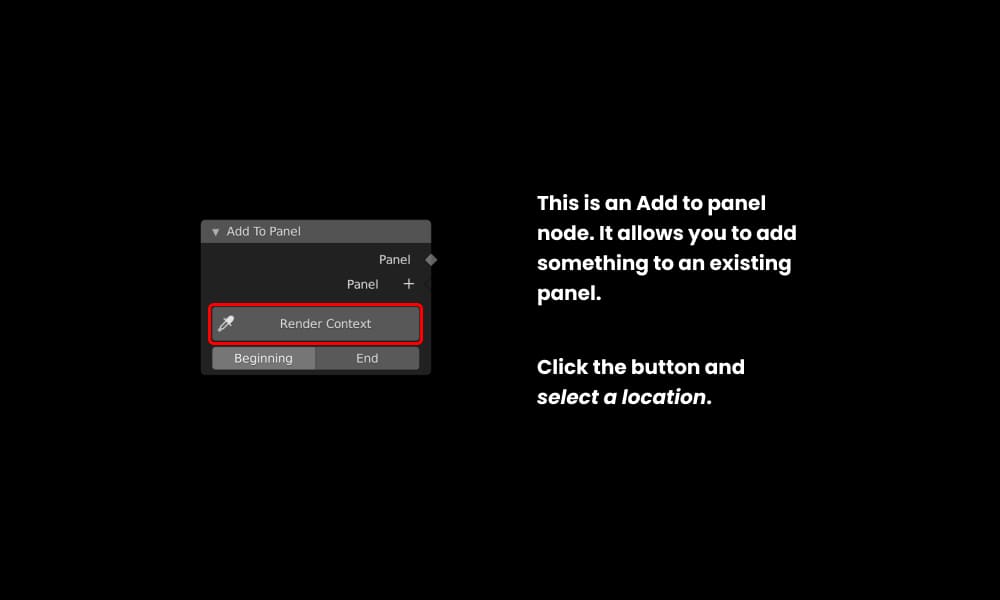 Add To Panel
Panel
Panel +
Render Context
Beginning End
This is an Add to panel
node. It allows you to add
something to an existing
panel.
Click the button and
select a location.